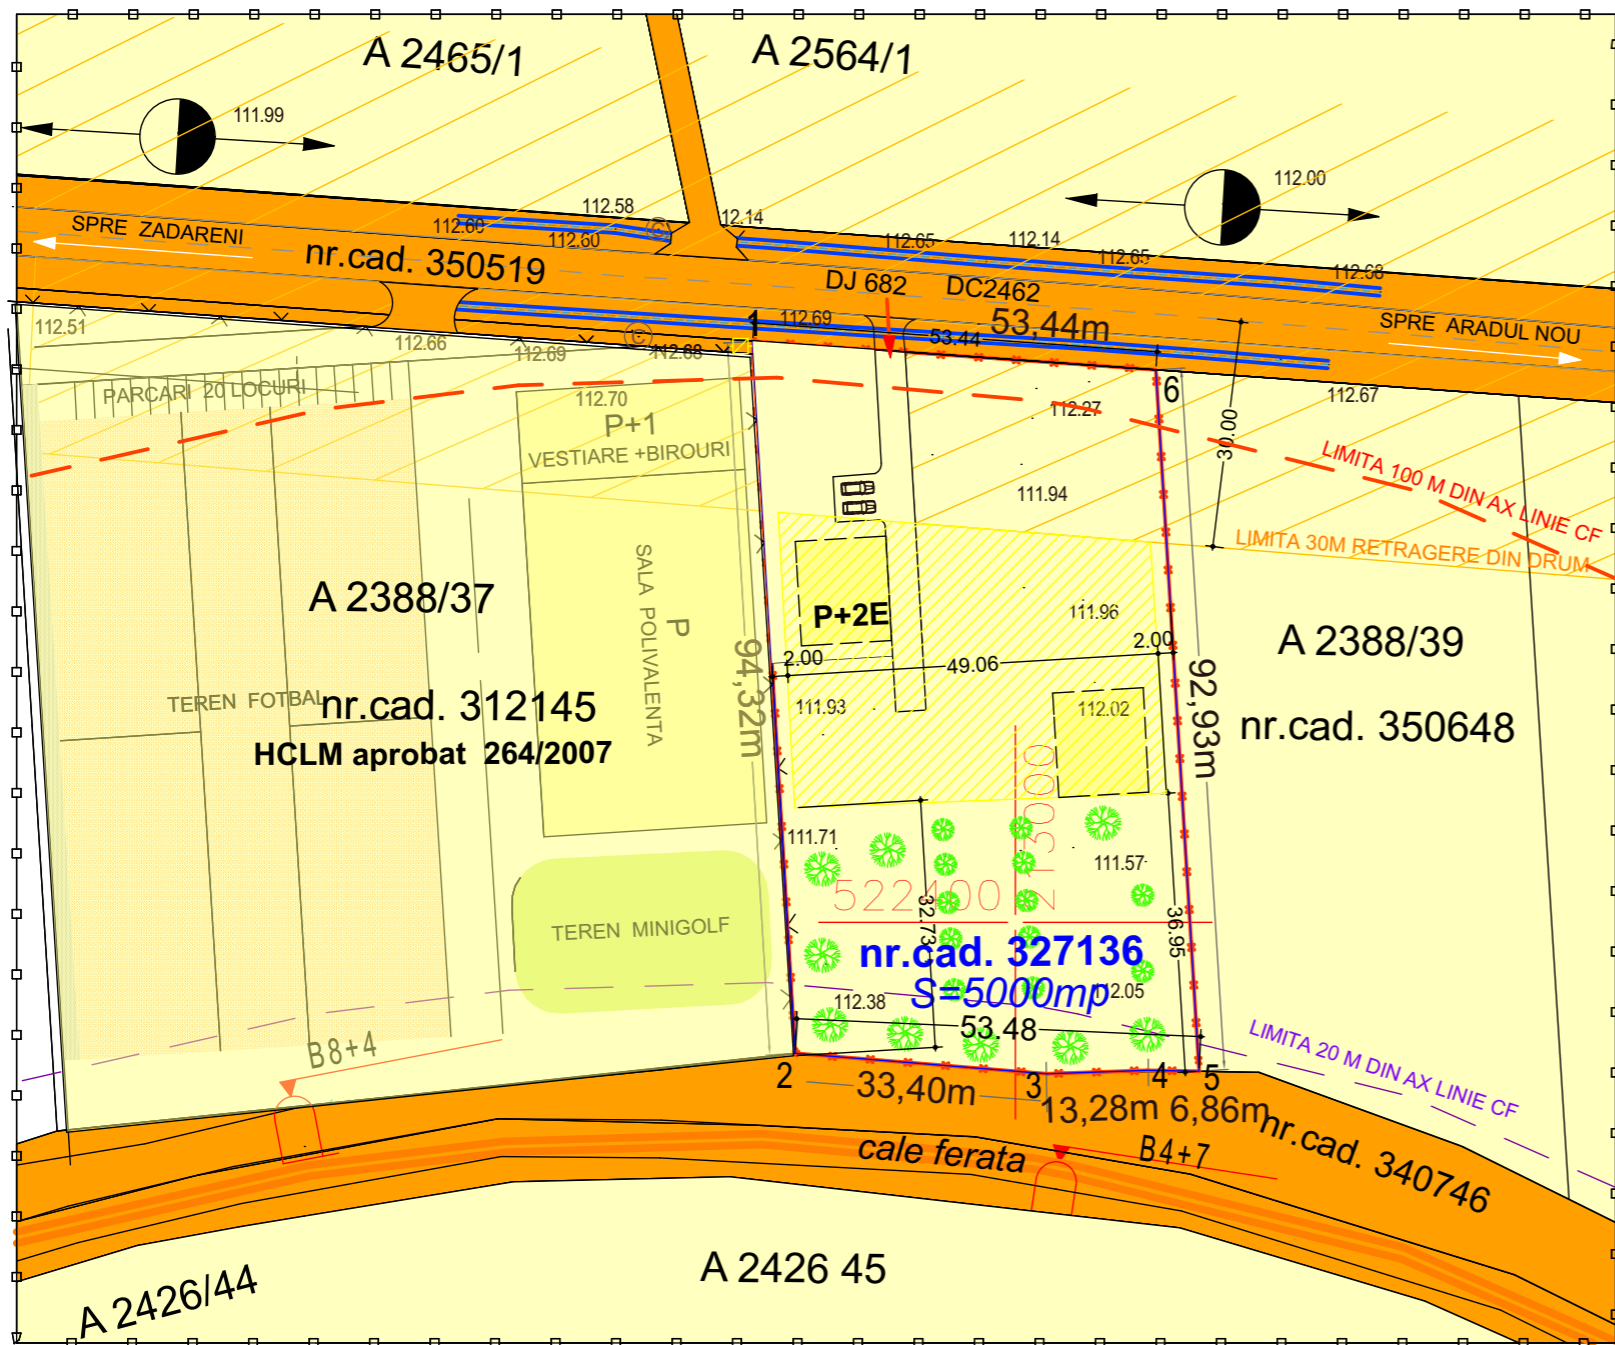 A 2465/1
A 2564/1
111.99
112.00
112.58
112.60
112.60
12.14
112.65
112.14
112.65
112.68
SPRE ZADARENI
nr.cad. 350519
DJ 682
DC2462
53,44m
SPRE ARADUL NOU
112.51
112.66
112.69
112.68
1
112.69
53.44
6
112.67
PARCARI 20 LOCURI
112.70
P+1
VESTIARE +BIROURI
112.27
30.00
LIMITA 100 M DIN AX LINIE CF
111.94
LIMITA 30M RETRAGERE DIN DRUM
A 2388/37
SALA POLIVALENTA
P
P+2E
111.96
A 2388/39
2.00
49.06
2.00
94,32m
92,93m
TEREN FOTBAL
nr.cad. 312145
HCLM aprobat 264/2007
111.93
112.02
nr.cad. 350648
213000
111.71
111.57
522400
32.73
36.95
TEREN MINIGOLF
nr.cad. 327136
S=5000mp
112.38
112.05
53.48
LIMITA 20 M DIN AX LINIE CF
B8+4
2
33,40m
3
4
5
13,28m
6,86m
nr.cad. 340746
cale ferata
B4+7
A 2426/44
A 2426 45